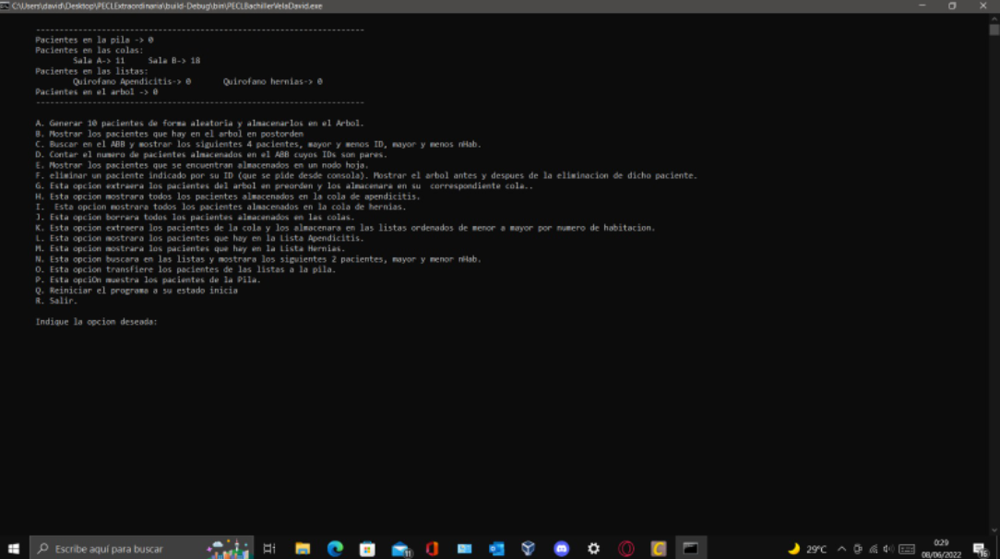 C:\Users\david\Desktop\PECLExtraordinaria\build-Debug\bin\PECLBachillerVelaDavid.exe
--------------------------------------------------------------------
Pacientes en la pila -> 0
Pacientes en las colas:
Sala A-> 11 Sala B-> 18
Pacientes en las listas:
Quirofano Apendicitis-> 0 Quirofano hernias-> 0
Pacientes en el arbol -> 0
--------------------------------------------------------------------
A. Generar 10 pacientes de forma aleatoria y almacenarlos en el Arbol.
B. Mostrar los pacientes que hay en el arbol en postorden
C. Buscar en el ABB y mostrar los siguientes 4 pacientes, mayor y menos ID, mayor y menos nHab.
D. Contar el numero de pacientes almacenados en el ABB cuyos IDs son pares.
E. Mostrar los pacientes que se encuentran almacenados en un nodo hoja.
F. eliminar un paciente indicado por su ID (que se pide desde consola). Mostrar el arbol antes y despues de la eliminacion de dicho paciente.
G. Esta opcion extraera los pacientes del arbol en preorden y los almacenara en su correspondiente cola..
H. Esta opcion mostrara todos los pacientes almacenados en la cola de apendicitis.
I. Esta opcion mostrara todos los pacientes almacenados en la cola de hernias.
J. Esta opcion borrara todos los pacientes almacenados en las colas.
K. Esta opcion extraera los pacientes de la cola y los almacenara en las listas ordenados de menor a mayor por numero de habitacion.
L. Esta opcion mostrara los pacientes que hay en la Lista Apendicitis.
M. Esta opcion mostrara los pacientes que hay en la Lista Hernias.
N. Esta opcion buscara en las listas y mostrara los siguientes 2 pacientes, mayor y menor nHab.
O. Esta opcion transfiere los pacientes de las listas a la pila.
P. Esta opciOn muestra los pacientes de la Pila.
Q. Reiniciar el programa a su estado inicia
R. Salir.
Indique la opcion deseada:
Escribe aquí para buscar
11
29°C
0:29
08/06/2022
16